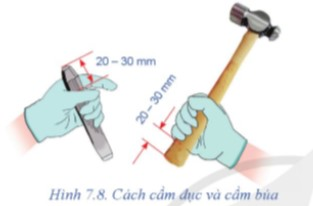 20 – 30 mm
20 – 30 mm
Hình 7.8. Cách cầm đục và cầm búa